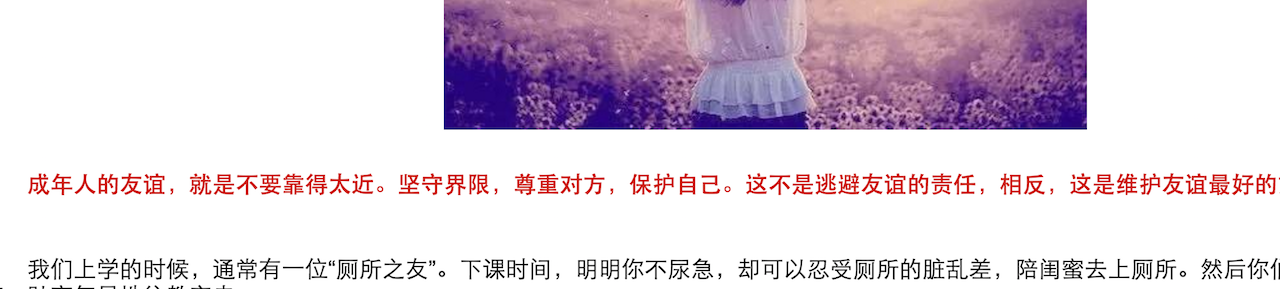 成年人的友谊，就是不要靠得太近。坚守界限，尊重对方，保护自己。这不是逃避友谊的责任，相反，这是维护友谊最好的
我们上学的时候，通常有一位“厕所之友”。下课时间，明明你不尿急，却可以忍受厕所的脏乱差，陪闺蜜去上厕所。然后你